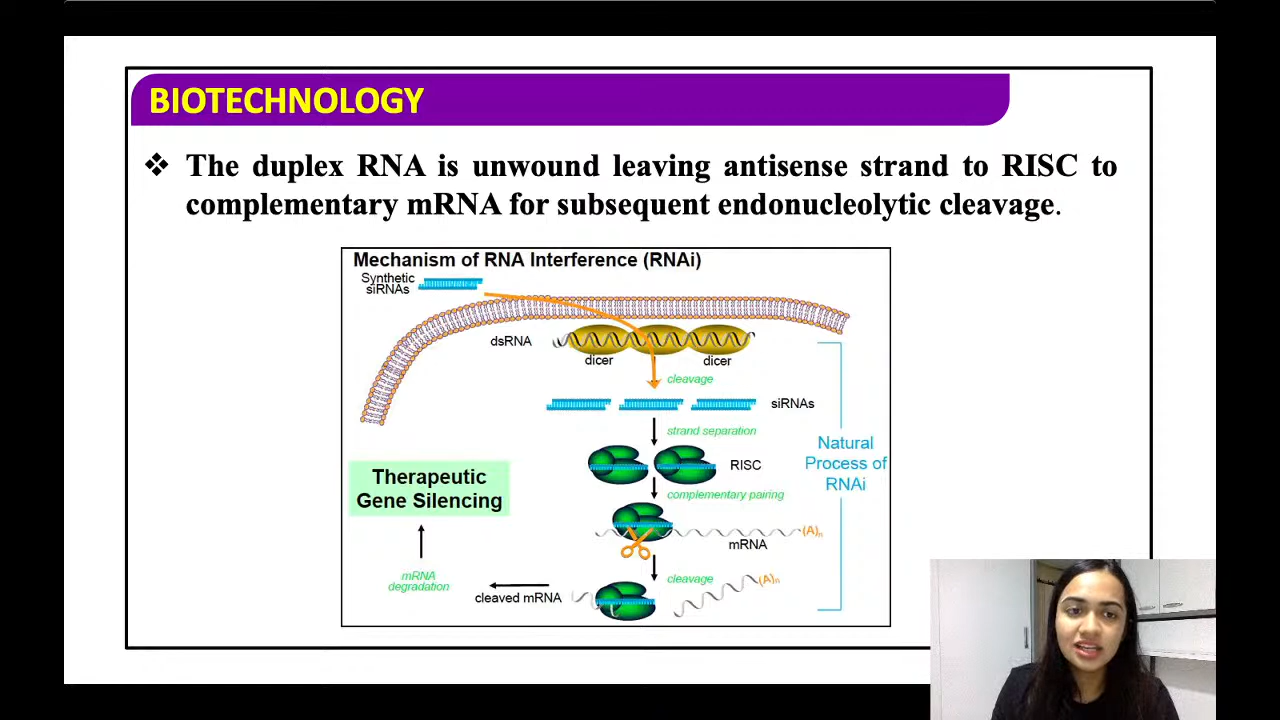 BIOTECHNOLOGY
❖ The duplex RNA is unwound leaving antisense strand to RISC to
complementary mRNA for subsequent endonucleolytic cleavage.
Mechanism of RNA Interference (RNAi)
Synthetic
siRNAs
dsRNA
dicer
dicer
cleavage
siRNAs
strand separation
RISC
Natural
Process of
RNAi
Therapeutic
Gene Silencing
complementary pairing
(A)n
mRNA
mRNA
degradation
cleavage
(A)n
cleaved mRNA